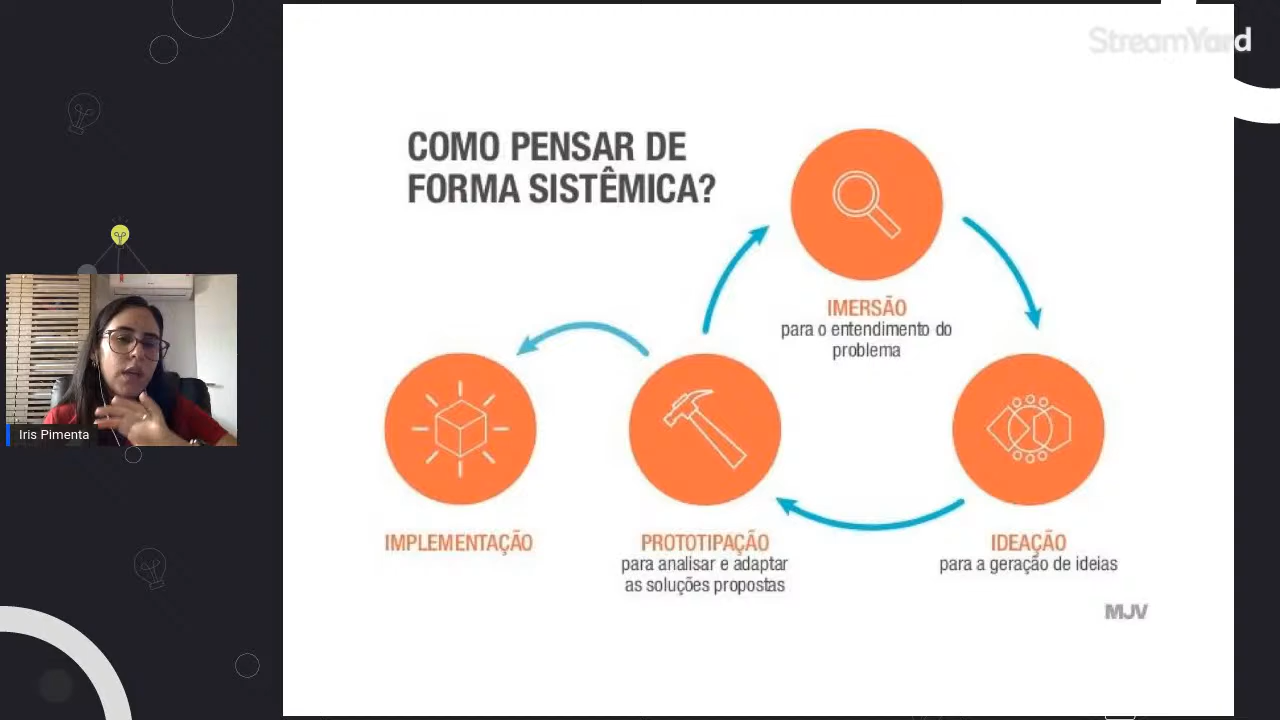 StreamYard
COMO PENSAR DE
FORMA SISTÊMICA?
IMERSÃO
para o entendimento do
problema
Iris Pimenta
IMPLEMENTAÇÃO
PROTOTIPAÇÃO
para analisar e adaptar
as soluções propostas
IDEAÇÃO
para a geração de ideias
MJV